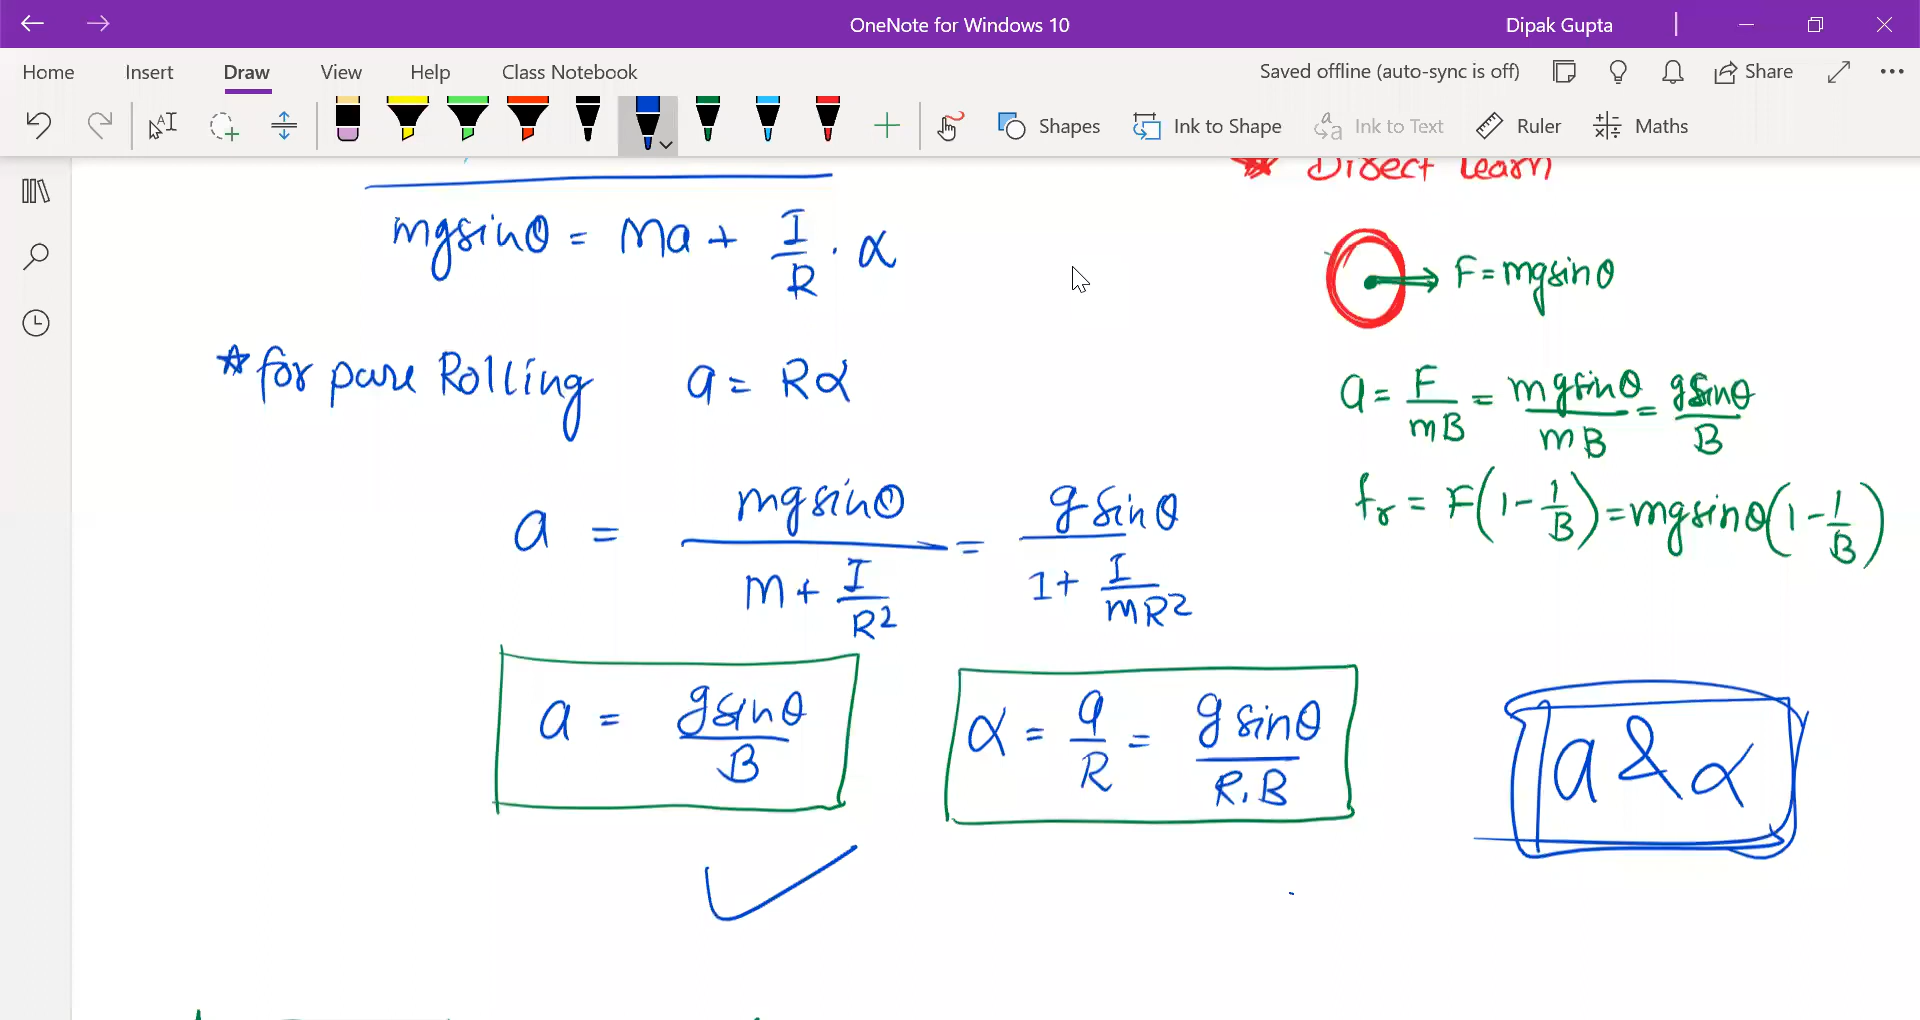 OneNote for Windows 10
Dipak Gupta
Home Insert Draw View Help Class Notebook
Saved offline (auto-sync is off) Share
Shapes Ink to Shape Ink to Text Ruler Maths
* Direct Learn
mgsinθ = Ma + I/R · α
F = mgsinθ
*for pure Rolling a = Rα
a = F/mB = mgsinθ/mB = gsinθ/B
fr = F(1-1/B) = mgsinθ(1-1/B)
a = mgsinθ/(m + I/R²) = gsinθ/(1 + I/mR²)
a = gsinθ/B
α = a/R = gsinθ/R.B
a & α